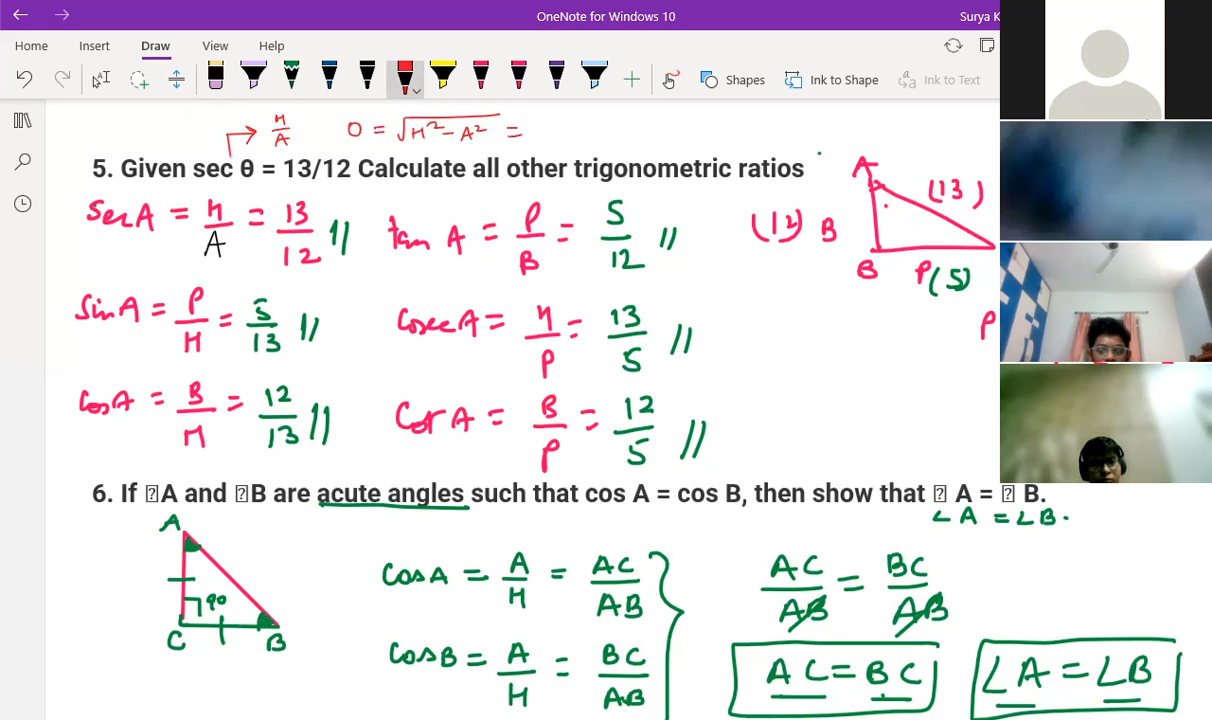 OneNote for Windows 10
Surya K
Home Insert Draw View Help
Shapes Ink to Shape Ink to Text
H/A O = √H² - A² =
5. Given sec θ = 13/12 Calculate all other trigonometric ratios
secA = H/A = 13/12 // tan A = P/B = 5/12 //
A (13) (12) B B P(5)
sinA = P/H = 5/13 // cosecA = H/P = 13/5 //
P
cosA = B/H = 12/13 // cot A = B/P = 12/5 //
6. If ⍰A and ⍰B are acute angles such that cos A = cos B, then show that ⍰ A = ⍰ B.
∠A = ∠B.
A 90 C B
cosA = A/H = AC/AB AC/AB = BC/AB
cosB = A/H = BC/AB AC = BC ∠A = ∠B